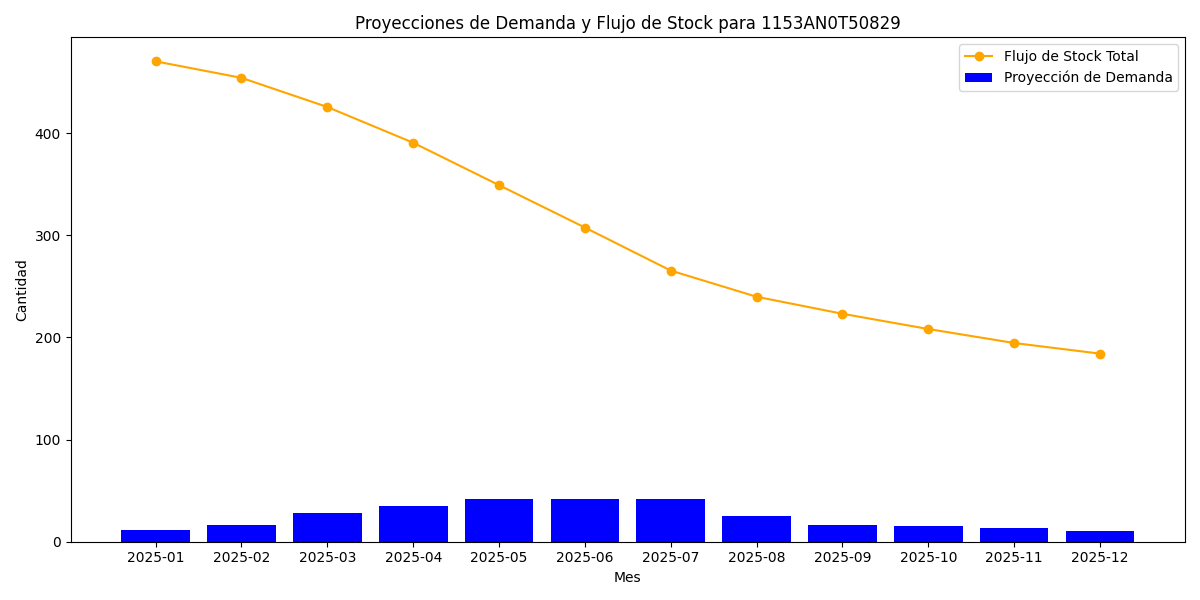 Proyecciones de Demanda y Flujo de Stock para 1153AN0T50829
Flujo de Stock Total
Proyección de Demanda
Cantidad
400
300
200
100
0
2025-01 2025-02 2025-03 2025-04 2025-05 2025-06 2025-07 2025-08 2025-09 2025-10 2025-11 2025-12
Mes